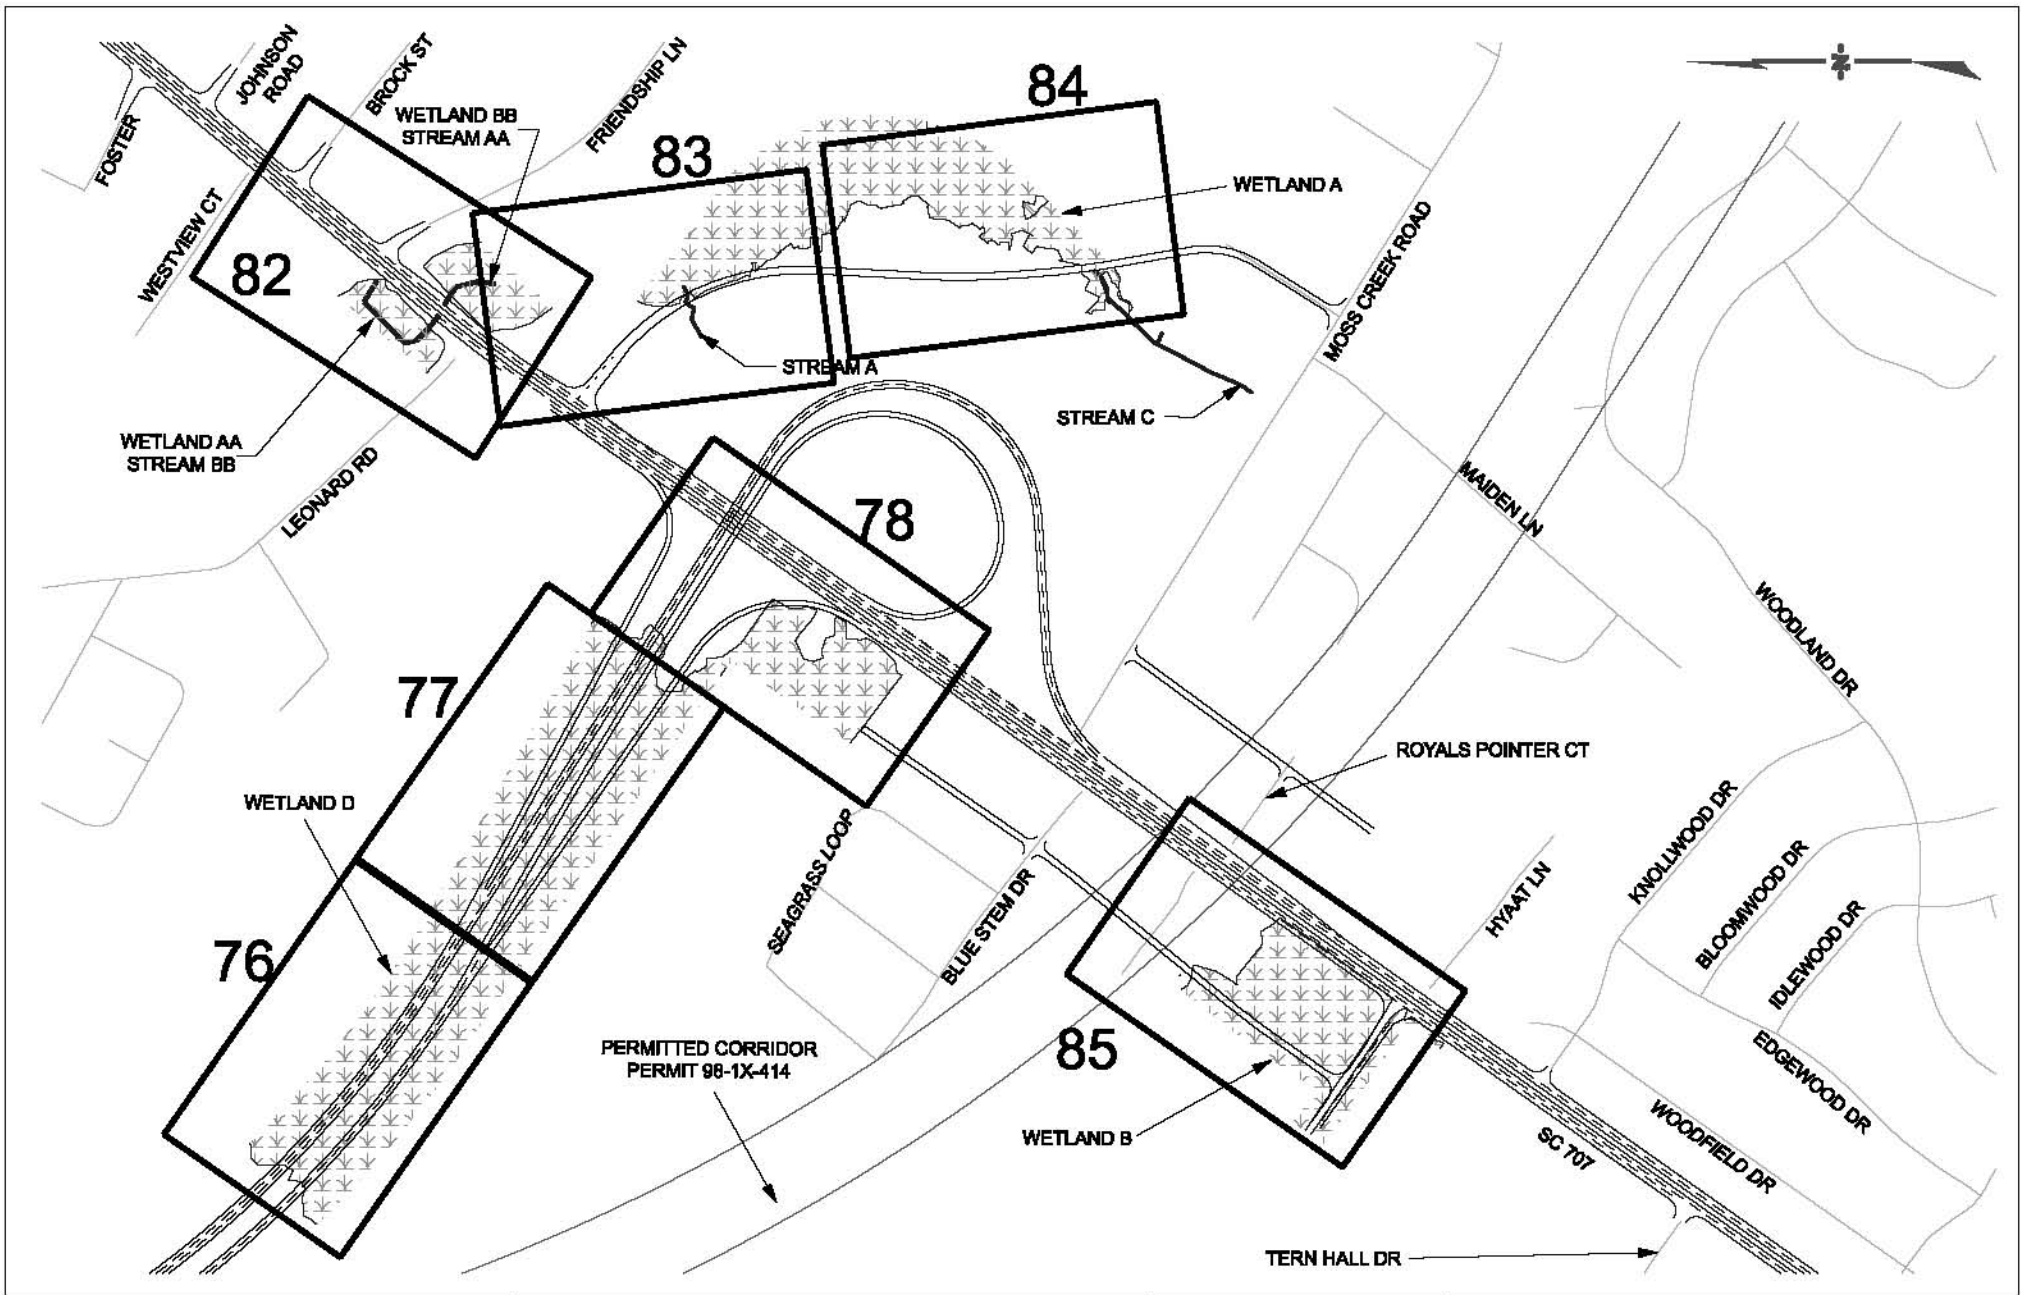 JOHNSON
ROAD
BROCK ST
FRIENDSHIP LN
FOSTER
WETLAND BB
STREAM AA
84
83
N
WESTVIEW CT
82
WETLAND A
MOSS CREEK ROAD
STREAM A
STREAM C
WETLAND AA
STREAM BB
LEONARD RD
78
MAIDEN LN
WOODLAND DR
77
ROYALS POINTER CT
WETLAND D
SEAGRASS LOOP
BLUE STEM DR
HYAAT LN
KNOLLWOOD DR
BLOOMWOOD DR
IDLEWOOD DR
EDGEWOOD DR
76
PERMITTED CORRIDOR
PERMIT 98-1X-414
85
WETLAND B
SC 707
WOODFIELD DR
TERN HALL DR